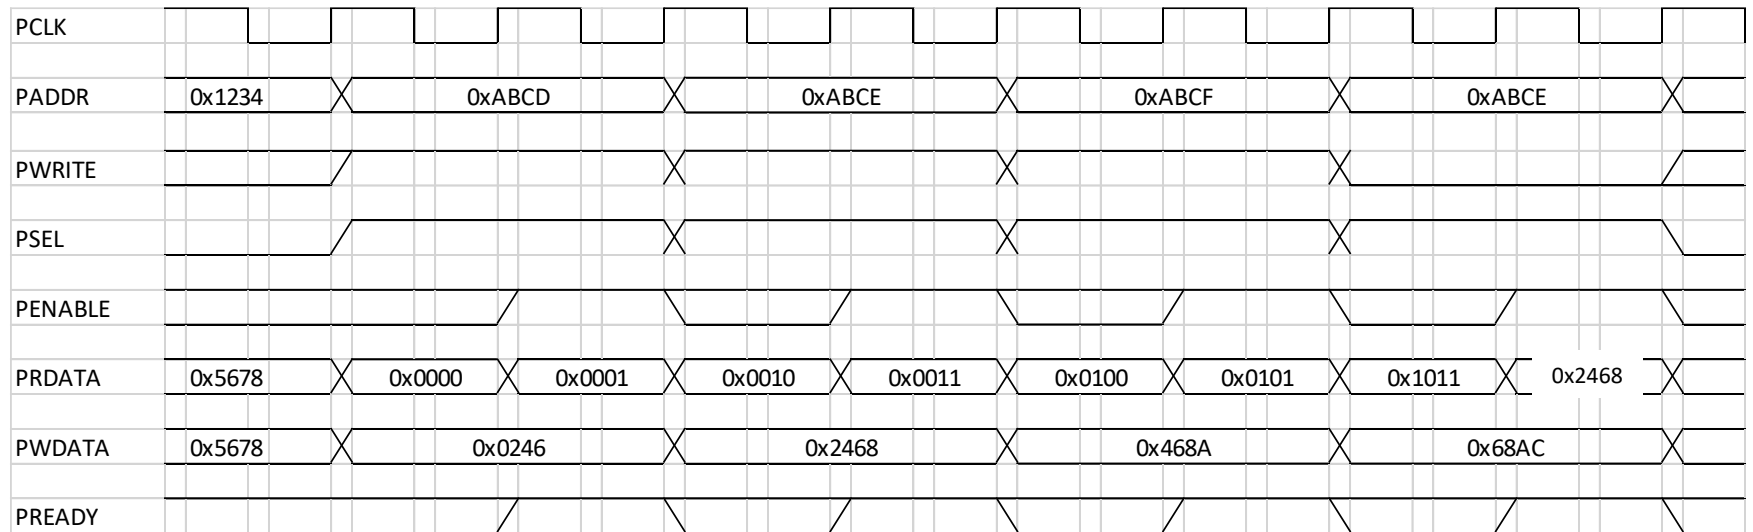 PCLK
PADDR 0x1234 0xABCD 0xABCE 0xABCF 0xABCE
PWRITE
PSEL
PENABLE
PRDATA 0x5678 0x0000 0x0001 0x0010 0x0011 0x0100 0x0101 0x1011 0x2468
PWDATA 0x5678 0x0246 0x2468 0x468A 0x68AC
PREADY